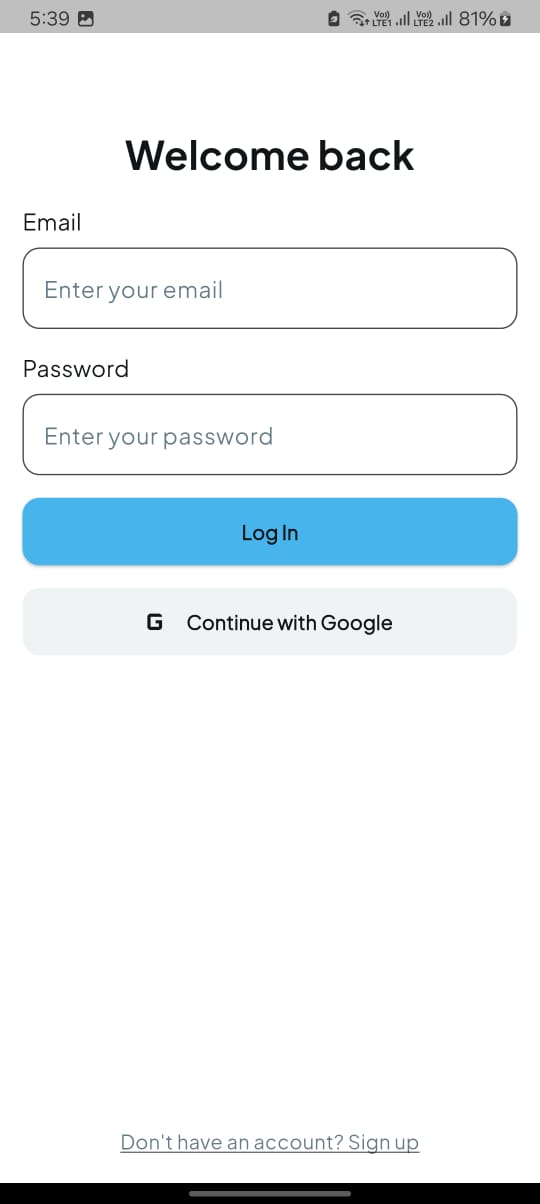 5:39 Vo)) LTE1 Vo)) LTE2 81%
Welcome back
Email
Enter your email
Password
Enter your password
Log In
G Continue with Google
Don't have an account? Sign up